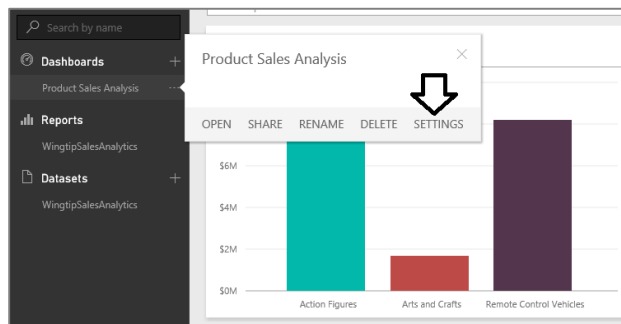 Search by name
Dashboards
Product Sales Analysis
Reports
WingtipSalesAnalytics
Datasets
WingtipSalesAnalytics
Product Sales Analysis
OPEN SHARE RENAME DELETE SETTINGS
$6M
$4M
$2M
$0M
Action Figures Arts and Crafts Remote Control Vehicles